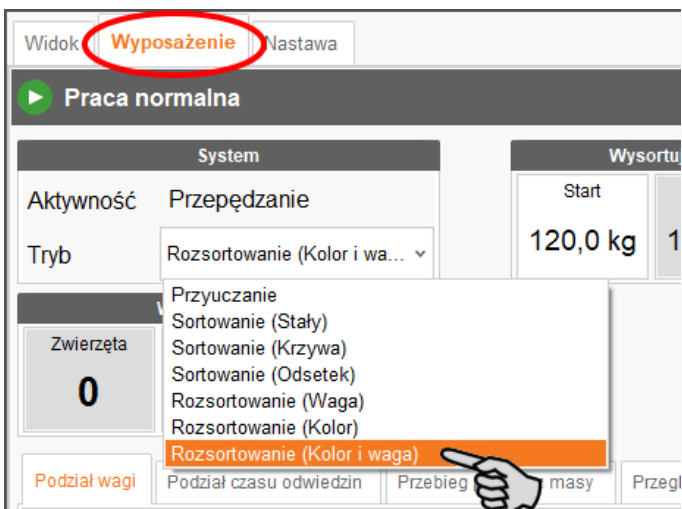 Widok Wyposażenie Nastawa
Praca normalna
System
Aktywność Przepędzanie
Tryb Rozsortowanie (Kolor i wa...
Wysortuj
Start
120,0 kg 1
Przyuczanie
Sortowanie (Stały)
Sortowanie (Krzywa)
Sortowanie (Odsetek)
Rozsortowanie (Waga)
Rozsortowanie (Kolor)
Rozsortowanie (Kolor i waga)
Zwierzęta
0
Podział wagi Podział czasu odwiedzin Przebieg masy